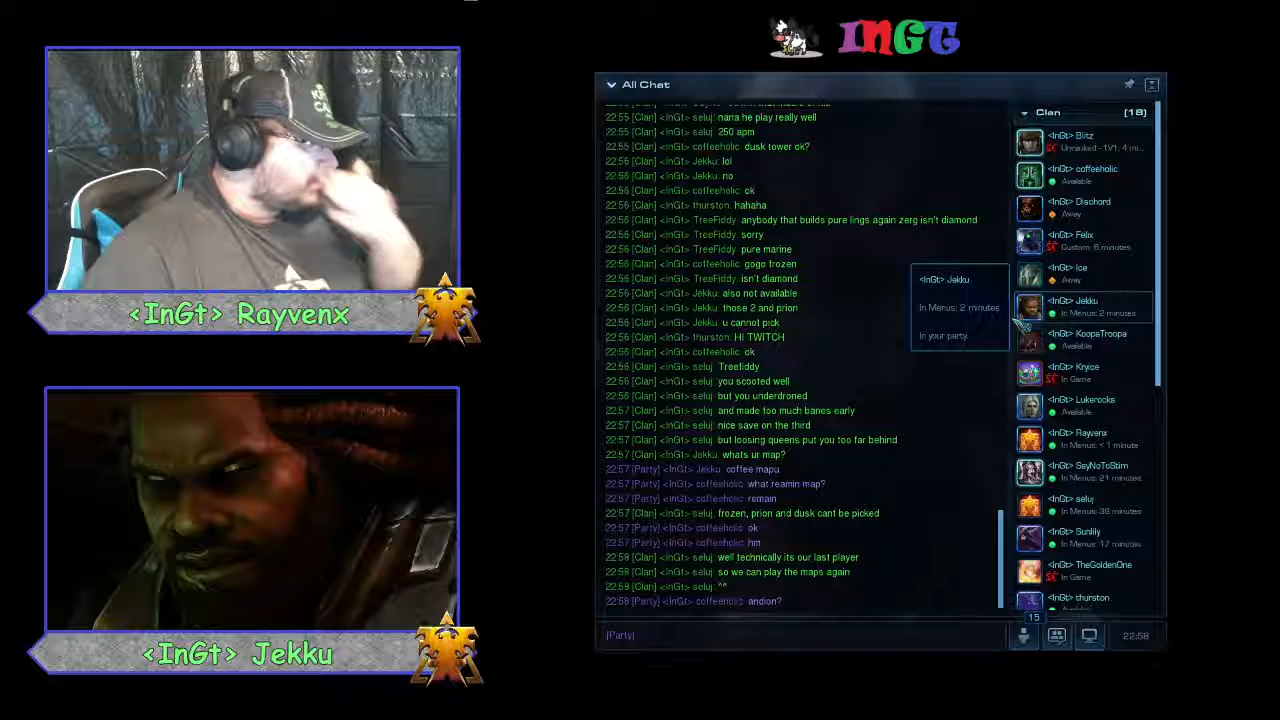 INGT
All Chat
22:55 [Clan] <InGt> seluj: nana he play really well
22:55 [Clan] <InGt> seluj: 250 apm
22:56 [Clan] <InGt> coffeeholic: dusk tower ok?
22:56 [Clan] <InGt> Jekku: lol
22:56 [Clan] <InGt> Jekku: no
22:56 [Clan] <InGt> coffeeholic: ok
22:56 [Clan] <InGt> thurston: hahaha
22:56 [Clan] <InGt> TreeFiddy: anybody that builds pure lings again zerg isn't diamond
22:56 [Clan] <InGt> TreeFiddy: sorry
22:56 [Clan] <InGt> TreeFiddy: pure marine
22:56 [Clan] <InGt> coffeeholic: gogo frozen
22:56 [Clan] <InGt> TreeFiddy: isn't diamond
22:56 [Clan] <InGt> Jekku: also not available
22:56 [Clan] <InGt> Jekku: those 2 and prion
22:56 [Clan] <InGt> Jekku: u cannot pick
22:56 [Clan] <InGt> thurston: HI TWITCH
22:56 [Clan] <InGt> coffeeholic: ok
22:56 [Clan] <InGt> seluj: Treefiddy
22:56 [Clan] <InGt> seluj: you scooted well
22:56 [Clan] <InGt> seluj: but you underdroned
22:57 [Clan] <InGt> seluj: and made too much banes early
22:57 [Clan] <InGt> seluj: nice save on the third
22:57 [Clan] <InGt> seluj: but loosing queens put you too far behind
22:57 [Clan] <InGt> Jekku: whats ur map?
22:57 [Party] <InGt> Jekku: coffee mapu
22:57 [Party] <InGt> coffeeholic: what reamin map?
22:57 [Party] <InGt> coffeeholic: remain
22:57 [Clan] <InGt> seluj: frozen, prion and dusk cant be picked
22:57 [Party] <InGt> coffeeholic: ok
22:57 [Party] <InGt> coffeeholic: hm
22:58 [Clan] <InGt> seluj: well technically its our last player
22:58 [Clan] <InGt> seluj: so we can play the maps again
22:58 [Clan] <InGt> seluj: ^^
22:58 [Party] <InGt> coffeeholic: andion?
[Party]
<InGt> Jekku
In Menus: 2 minutes
In your party.
Clan (18)
<InGt> Blitz
Unranked - 1V1, 4 m...
<InGt> coffeeholic
Available
<InGt> Dischord
Away
<InGt> Felix
Custom: 6 minutes
<InGt> Ice
Away
<InGt> Jekku
In Menus: 2 minutes
<InGt> KoopaTroopa
Available
<InGt> Kryice
In Game
<InGt> Lukerocks
Available
<InGt> Rayvenx
In Menus: < 1 minute
<InGt> SayNoToStim
In Menus: 21 minutes
<InGt> seluj
In Menus: 38 minutes
<InGt> Sunlily
In Menus: 17 minutes
<InGt> TheGoldenOne
In Game
<InGt> thurston
15
22:58
<InGt> Rayvenx
<InGt> Jekku